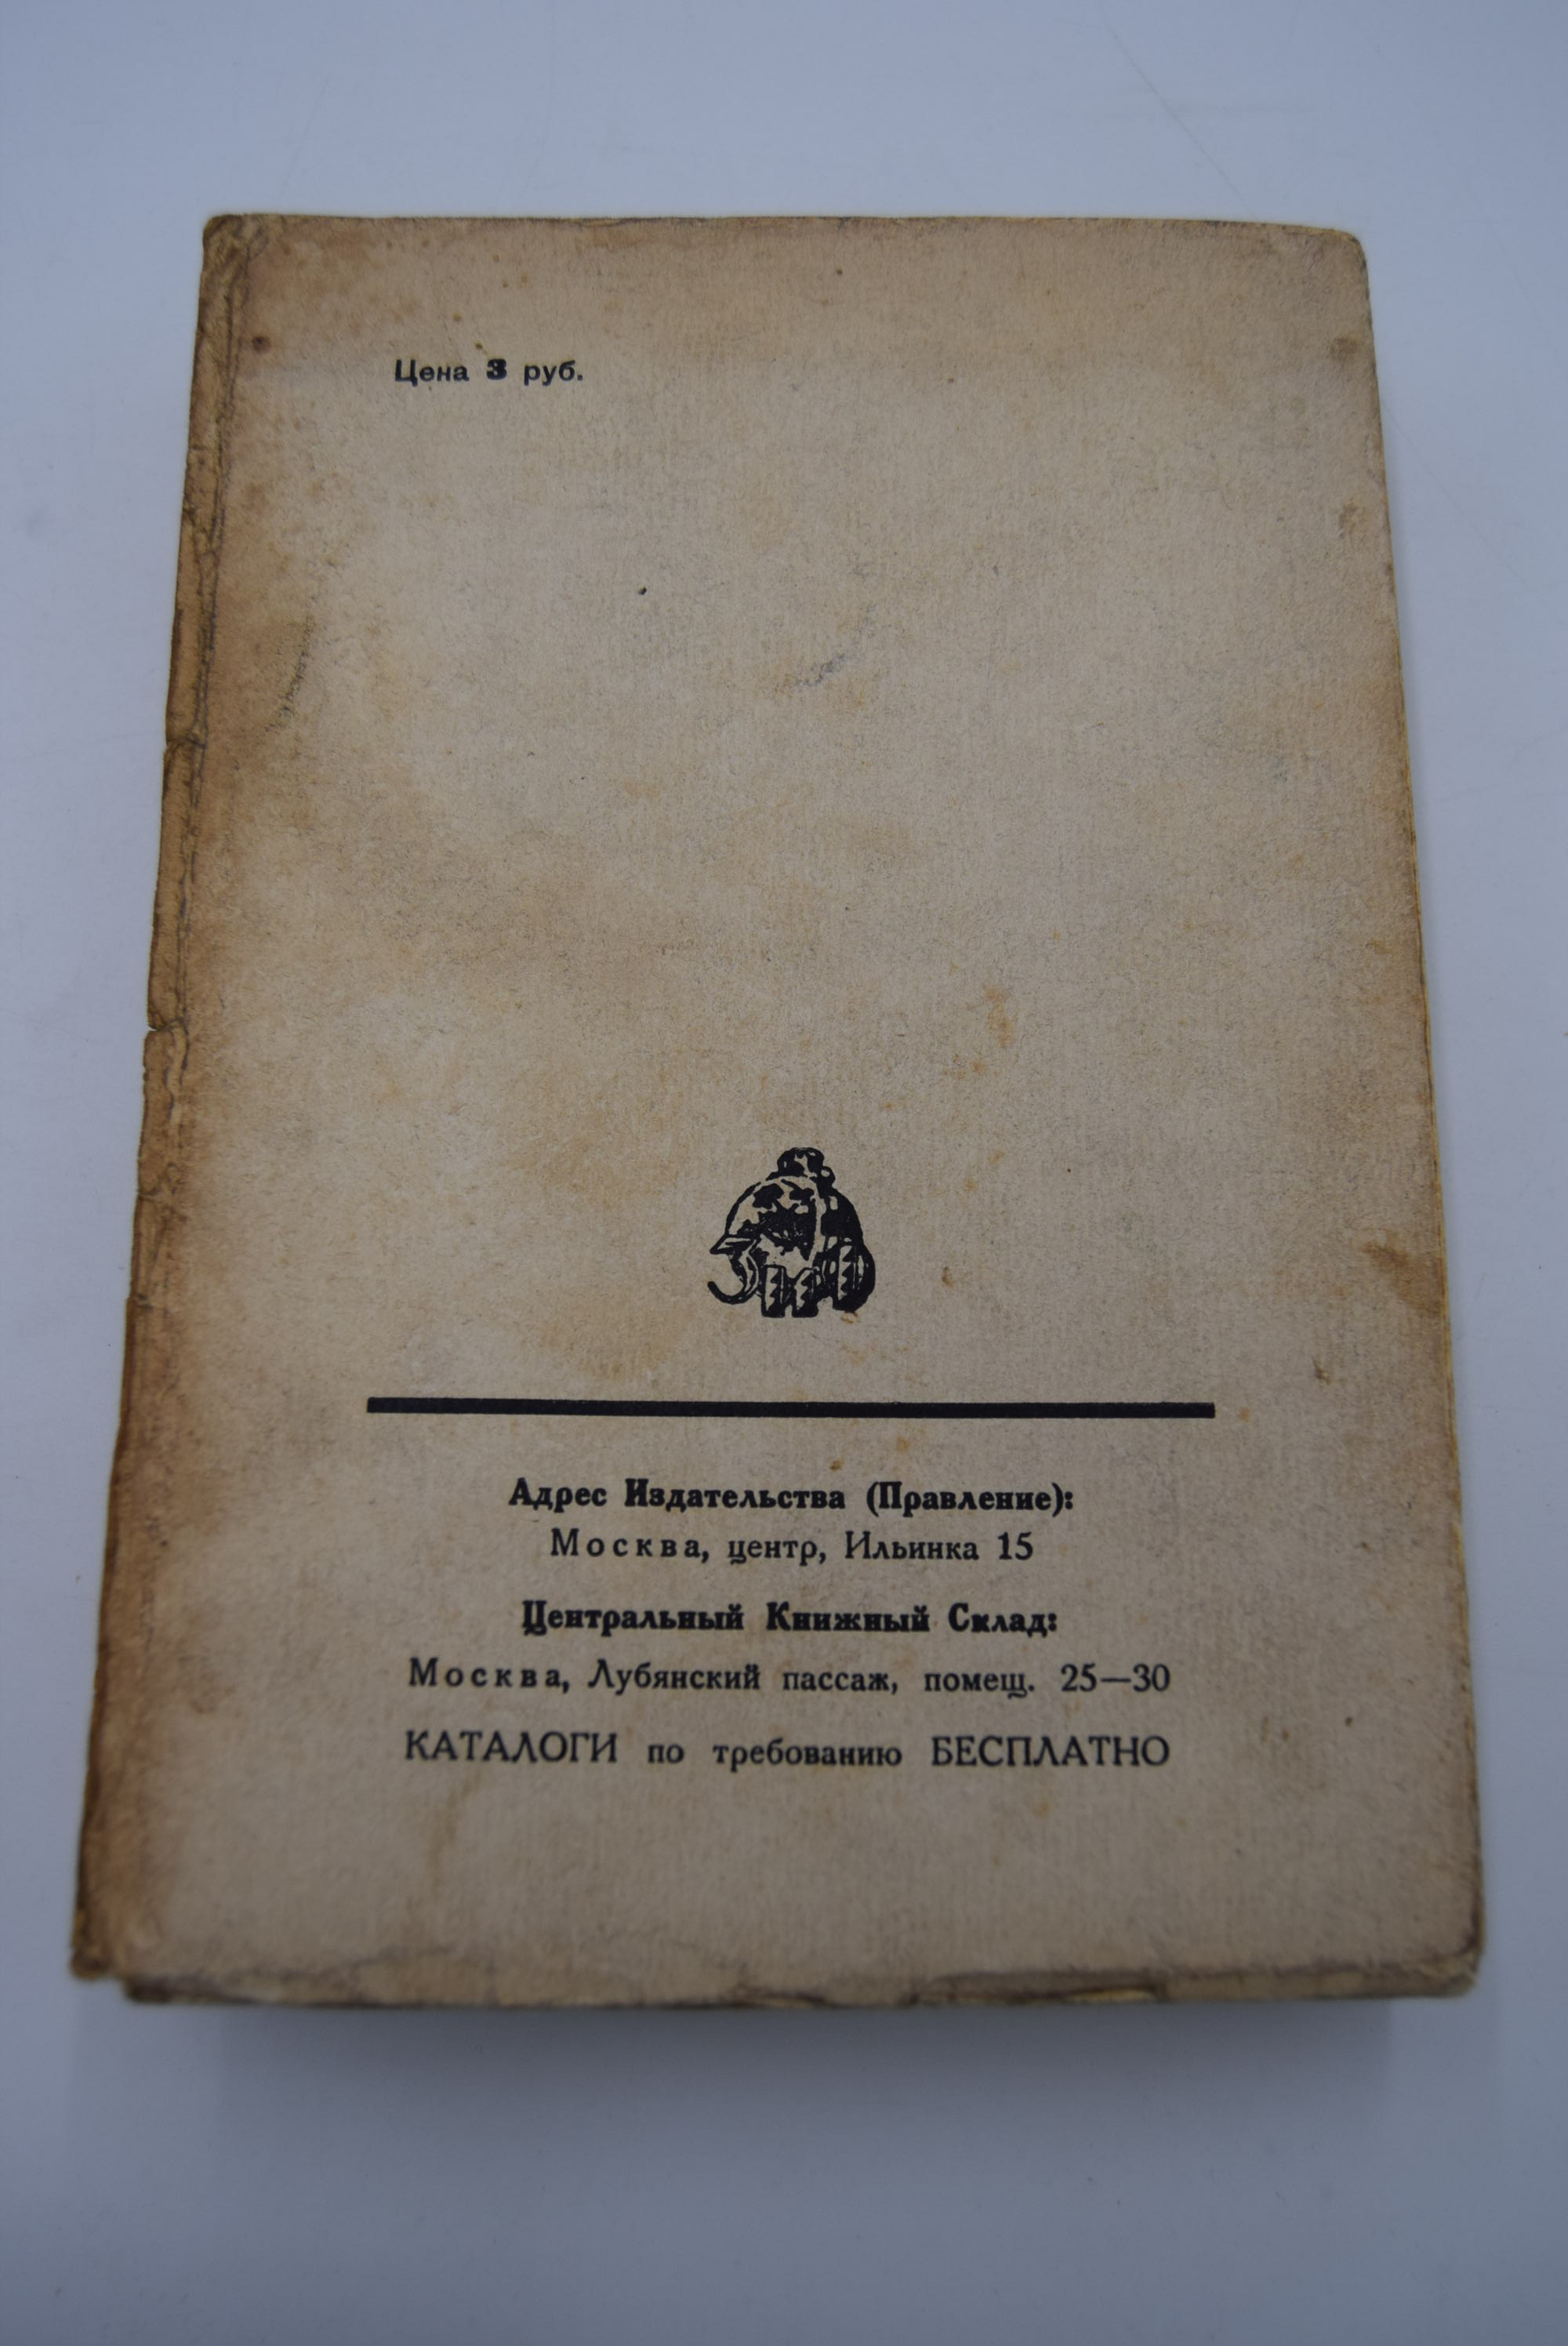 Цена 3 руб.
ЗИФ
Адрес Издательства (Правление):
Москва, центр, Ильинка 15
Центральный Книжный Склад:
Москва, Лубянский пассаж, помещ. 25—30
КАТАЛОГИ по требованию БЕСПЛАТНО